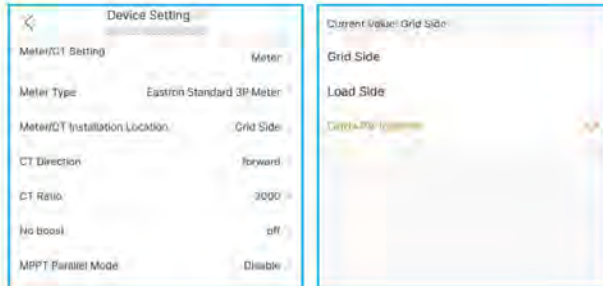 Device Setting
Meter/CT Setting Meter
Meter Type Eastron Standard 3P Meter
Meter/CT Installation Location Grid Side
CT Direction forward
CT Ratio 3000
No boost off
MPPT Parallel Mode Disable
Current Value: Grid Side
Grid Side
Load Side